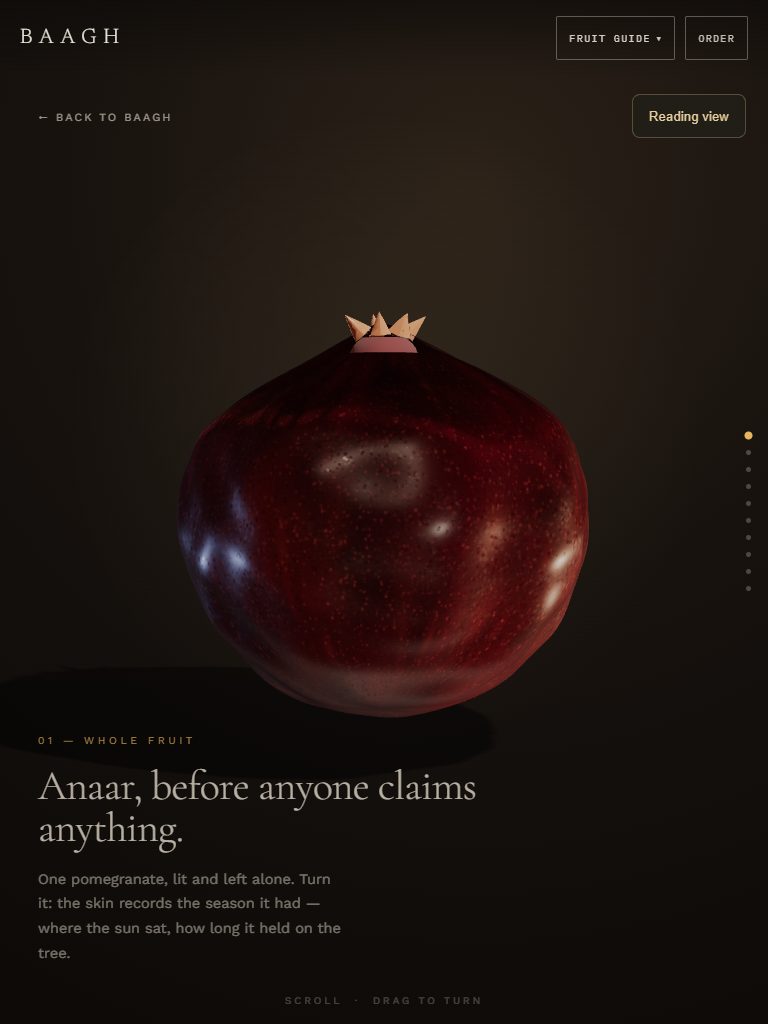 BAAGH
FRUIT GUIDE ▾
ORDER
← BACK TO BAAGH
Reading view
01 — WHOLE FRUIT
Anaar, before anyone claims
anything.
One pomegranate, lit and left alone. Turn
it: the skin records the season it had —
where the sun sat, how long it held on the
tree.
SCROLL · DRAG TO TURN